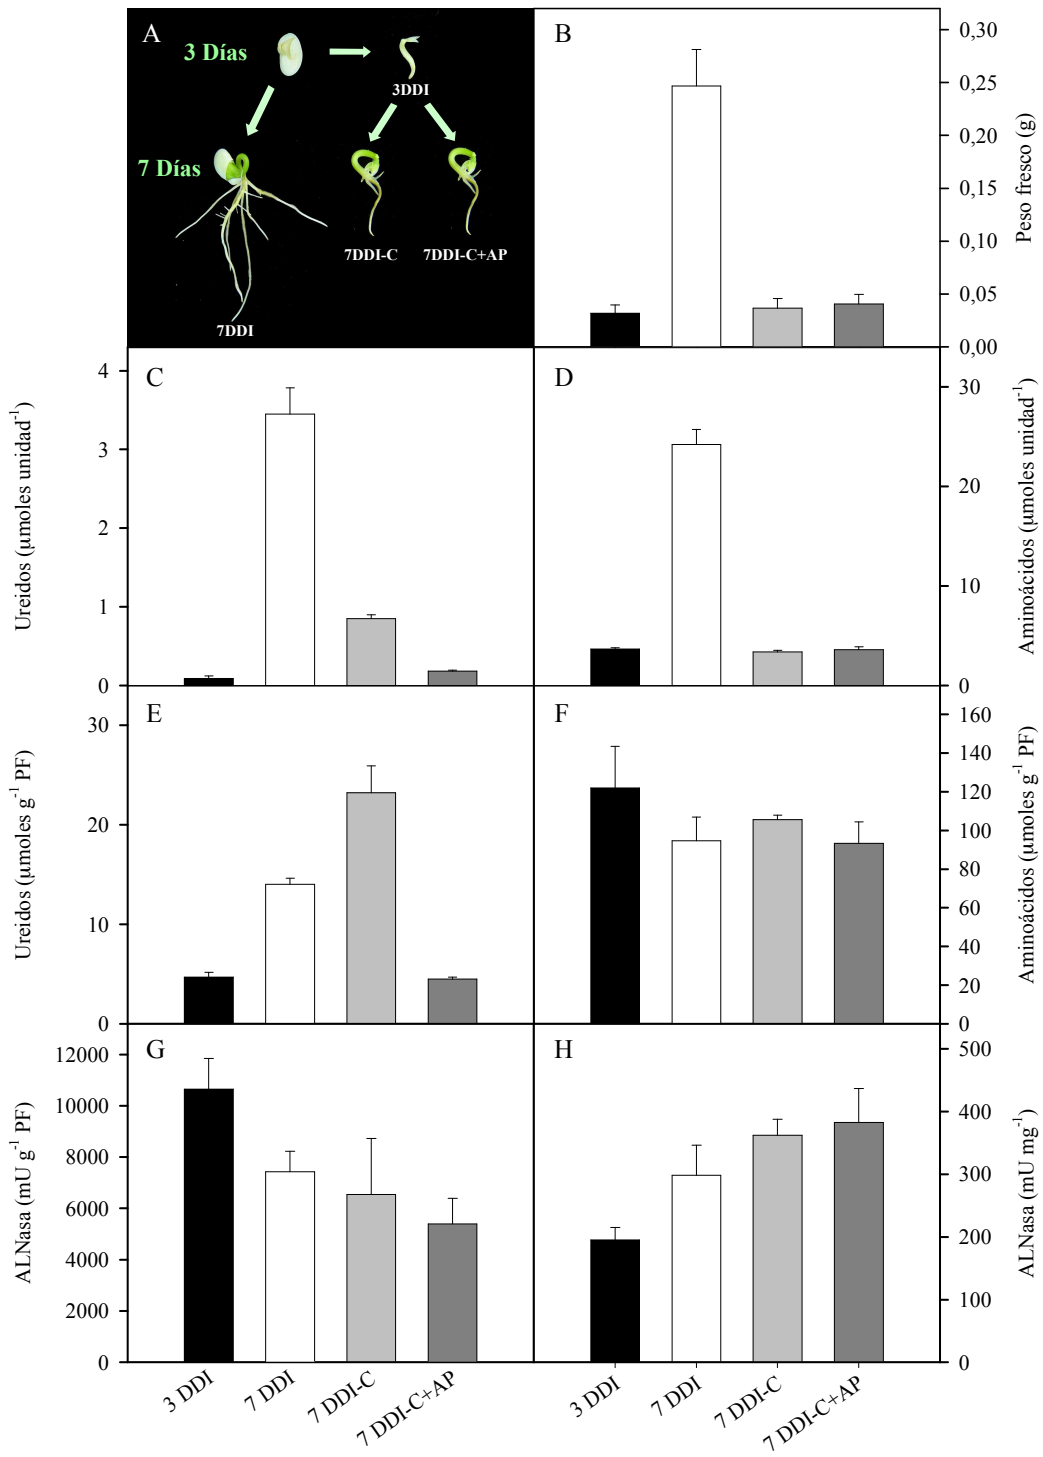 A
3 Días
3DDI
7 Días
7DDI-C
7DDI-C+AP
7DDI
B
0,30
0,25
0,20
0,15
0,10
0,05
0,00
Peso fresco (g)
C
4
3
2
1
0
Ureidos (µmoles unidad⁻¹)
D
30
20
10
0
Aminoácidos (µmoles unidad⁻¹)
E
30
20
10
0
Ureidos (µmoles g⁻¹ PF)
F
160
140
120
100
80
60
40
20
0
Aminoácidos (µmoles g⁻¹ PF)
G
12000
10000
8000
6000
4000
2000
0
ALNasa (mU g⁻¹ PF)
H
500
400
300
200
100
0
ALNasa (mU mg⁻¹)
3 DDI
7 DDI
7 DDI-C
7 DDI-C+AP
3 DDI
7 DDI
7 DDI-C
7 DDI-C+AP